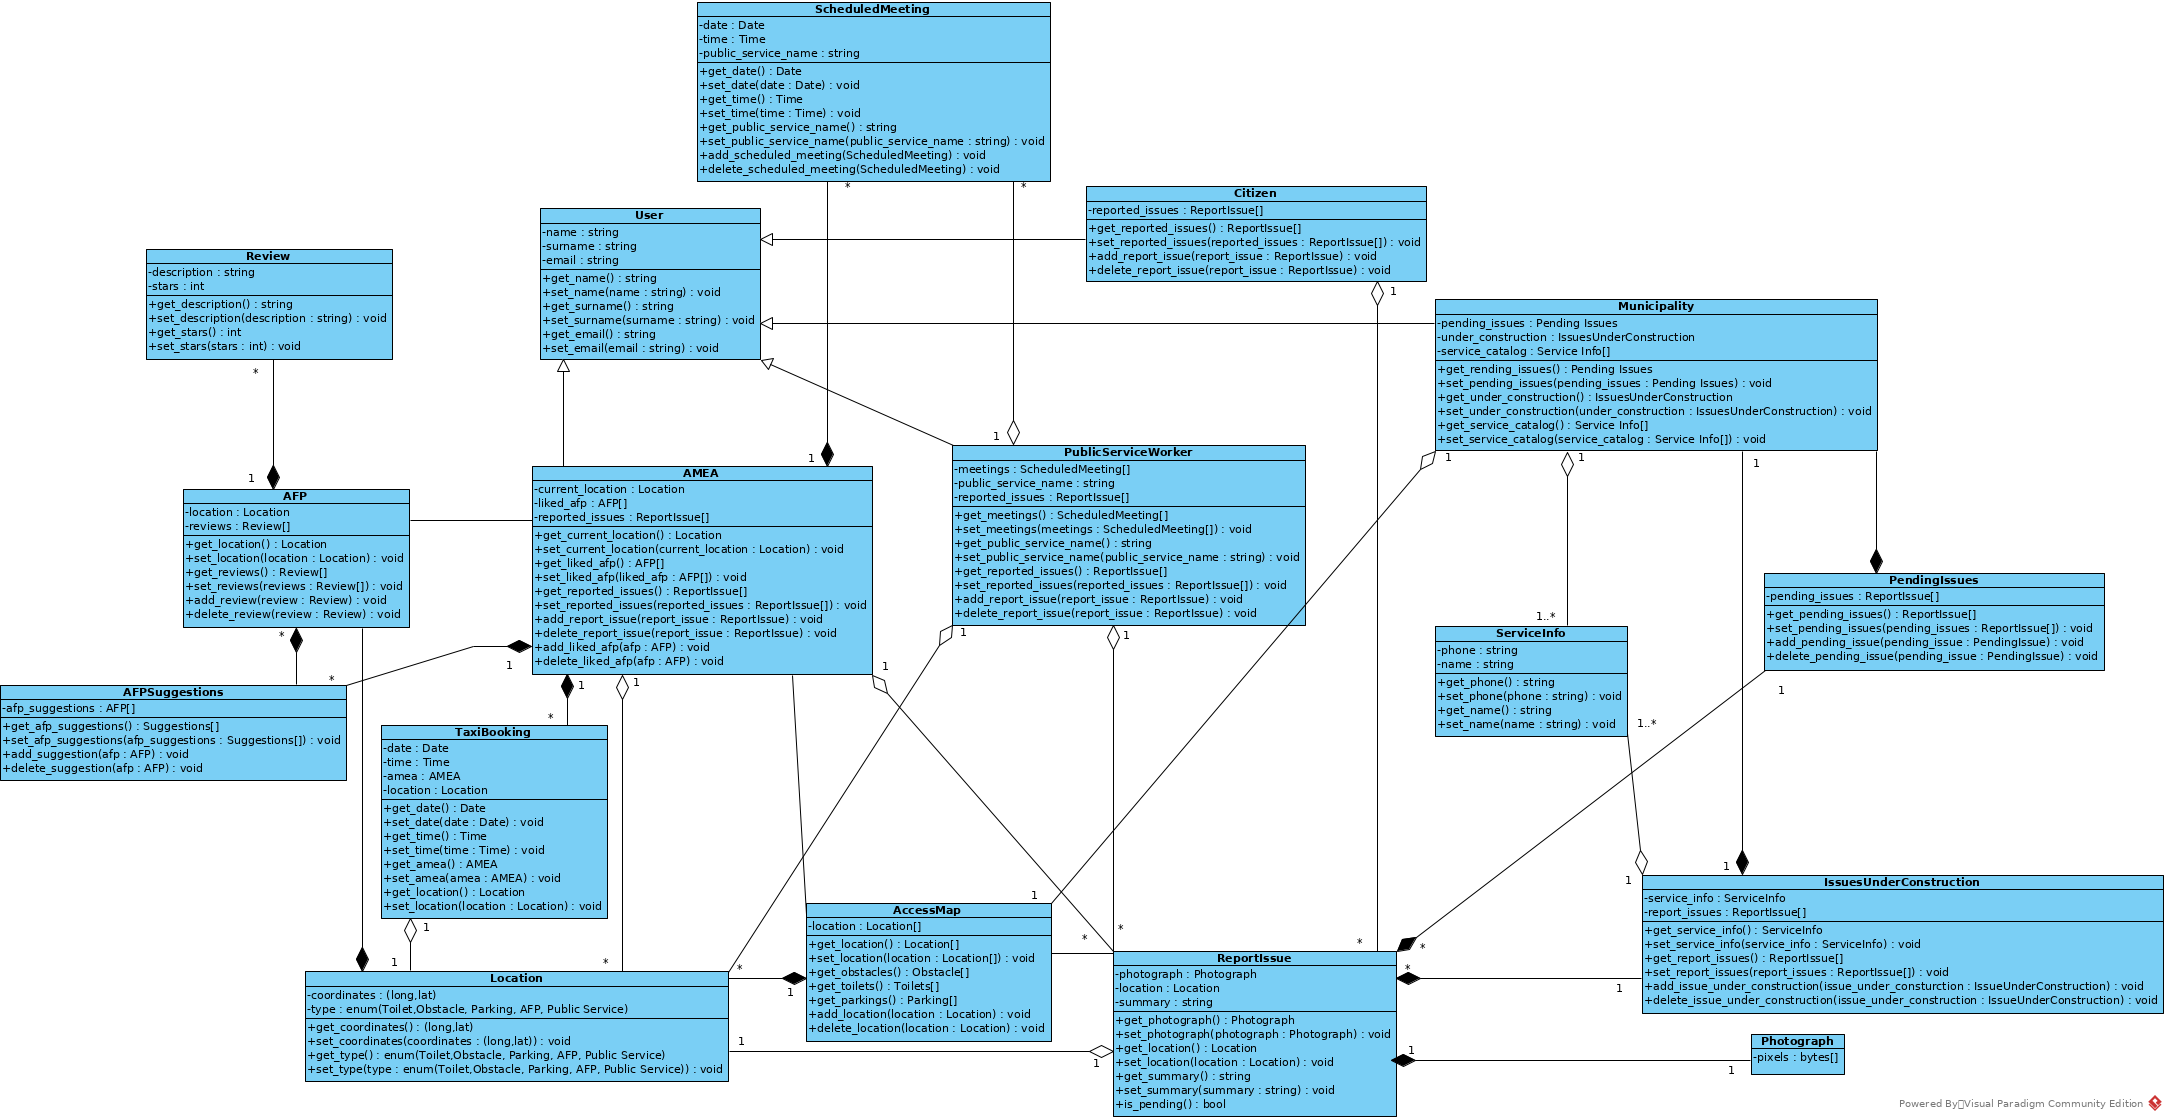 ScheduledMeeting
-date : Date
-time : Time
-public_service_name : string
+get_date() : Date
+set_date(date : Date) : void
+get_time() : Time
+set_time(time : Time) : void
+get_public_service_name() : string
+set_public_service_name(public_service_name : string) : void
+add_scheduled_meeting(ScheduledMeeting) : void
+delete_scheduled_meeting(ScheduledMeeting) : void
*
*
Citizen
-reported_issues : ReportIssue[]
+get_reported_issues() : ReportIssue[]
+set_reported_issues(reported_issues : ReportIssue[]) : void
+add_report_issue(report_issue : ReportIssue) : void
+delete_report_issue(report_issue : ReportIssue) : void
1
User
-name : string
-surname : string
-email : string
+get_name() : string
+set_name(name : string) : void
+get_surname() : string
+set_surname(surname : string) : void
+get_email() : string
+set_email(email : string) : void
Review
-description : string
-stars : int
+get_description() : string
+set_description(description : string) : void
+get_stars() : int
+set_stars(stars : int) : void
*
1
Municipality
-pending_issues : Pending Issues
-under_construction : IssuesUnderConstruction
-service_catalog : Service Info[]
+get_rending_issues() : Pending Issues
+set_pending_issues(pending_issues : Pending Issues) : void
+get_under_construction() : IssuesUnderConstruction
+set_under_construction(under_construction : IssuesUnderConstruction) : void
+get_service_catalog() : Service Info[]
+set_service_catalog(service_catalog : Service Info[]) : void
1
1
1
1
1
PublicServiceWorker
-meetings : ScheduledMeeting[]
-public_service_name : string
-reported_issues : ReportIssue[]
+get_meetings() : ScheduledMeeting[]
+set_meetings(meetings : ScheduledMeeting[]) : void
+get_public_service_name() : string
+set_public_service_name(public_service_name : string) : void
+get_reported_issues() : ReportIssue[]
+set_reported_issues(reported_issues : ReportIssue[]) : void
+add_report_issue(report_issue : ReportIssue) : void
+delete_report_issue(report_issue : ReportIssue) : void
1
1
AMEA
-current_location : Location
-liked_afp : AFP[]
-reported_issues : ReportIssue[]
+get_current_location() : Location
+set_current_location(current_location : Location) : void
+get_liked_afp() : AFP[]
+set_liked_afp(liked_afp : AFP[]) : void
+get_reported_issues() : ReportIssue[]
+set_reported_issues(reported_issues : ReportIssue[]) : void
+add_report_issue(report_issue : ReportIssue) : void
+delete_report_issue(report_issue : ReportIssue) : void
+add_liked_afp(afp : AFP) : void
+delete_liked_afp(afp : AFP) : void
1
1
1
1
AFP
-location : Location
-reviews : Review[]
+get_location() : Location
+set_location(location : Location) : void
+get_reviews() : Review[]
+set_reviews(reviews : Review[]) : void
+add_review(review : Review) : void
+delete_review(review : Review) : void
*
*
AFPSuggestions
-afp_suggestions : AFP[]
+get_afp_suggestions() : Suggestions[]
+set_afp_suggestions(afp_suggestions : Suggestions[]) : void
+add_suggestion(afp : AFP) : void
+delete_suggestion(afp : AFP) : void
PendingIssues
-pending_issues : ReportIssue[]
+get_pending_issues() : ReportIssue[]
+set_pending_issues(pending_issues : ReportIssue[]) : void
+add_pending_issue(pending_issue : PendingIssue) : void
+delete_pending_issue(pending_issue : PendingIssue) : void
1
1..*
ServiceInfo
-phone : string
-name : string
+get_phone() : string
+set_phone(phone : string) : void
+get_name() : string
+set_name(name : string) : void
1..*
*
TaxiBooking
-date : Date
-time : Time
-amea : AMEA
-location : Location
+get_date() : Date
+set_date(date : Date) : void
+get_time() : Time
+set_time(time : Time) : void
+get_amea() : AMEA
+set_amea(amea : AMEA) : void
+get_location() : Location
+set_location(location : Location) : void
1
1
*
1
1
IssuesUnderConstruction
-service_info : ServiceInfo
-report_issues : ReportIssue[]
+get_service_info() : ServiceInfo
+set_service_info(service_info : ServiceInfo) : void
+get_report_issues() : ReportIssue[]
+set_report_issues(report_issues : ReportIssue[]) : void
+add_issue_under_construction(issue_under_consturction : IssueUnderConstruction) : void
+delete_issue_under_construction(issue_under_construction : IssueUnderConstruction) : void
1
1
AccessMap
-location : Location[]
+get_location() : Location[]
+set_location(location : Location[]) : void
+get_obstacles() : Obstacle[]
+get_toilets() : Toilets[]
+get_parkings() : Parking[]
+add_location(location : Location) : void
+delete_location(location : Location) : void
*
1
*
*
*
*
*
Location
-coordinates : (long,lat)
-type : enum(Toilet,Obstacle, Parking, AFP, Public Service)
+get_coordinates() : (long,lat)
+set_coordinates(coordinates : (long,lat)) : void
+get_type() : enum(Toilet,Obstacle, Parking, AFP, Public Service)
+set_type(type : enum(Toilet,Obstacle, Parking, AFP, Public Service)) : void
1
1
ReportIssue
-photograph : Photograph
-location : Location
-summary : string
+get_photograph() : Photograph
+set_photograph(photograph : Photograph) : void
+get_location() : Location
+set_location(location : Location) : void
+get_summary() : string
+set_summary(summary : string) : void
+is_pending() : bool
1
1
Photograph
-pixels : bytes[]
Powered By Visual Paradigm Community Edition